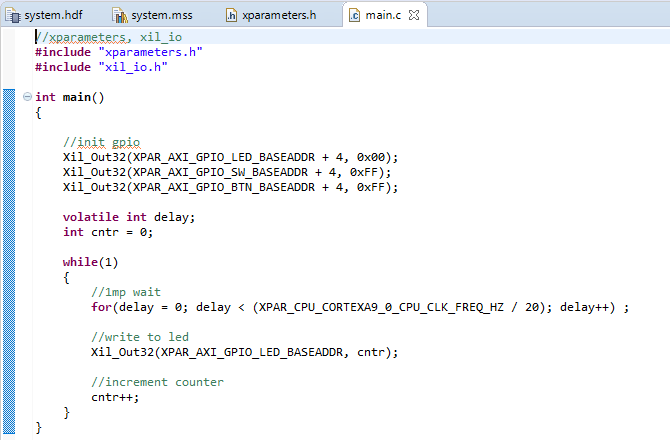 system.hdf system.mss xparameters.h main.c
//xparameters, xil_io
#include "xparameters.h"
#include "xil_io.h"
int main()
{
//init gpio
Xil_Out32(XPAR_AXI_GPIO_LED_BASEADDR + 4, 0x00);
Xil_Out32(XPAR_AXI_GPIO_SW_BASEADDR + 4, 0xFF);
Xil_Out32(XPAR_AXI_GPIO_BTN_BASEADDR + 4, 0xFF);
volatile int delay;
int cntr = 0;
while(1)
{
//1mp wait
for(delay = 0; delay < (XPAR_CPU_CORTEXA9_0_CPU_CLK_FREQ_HZ / 20); delay++) ;
//write to led
Xil_Out32(XPAR_AXI_GPIO_LED_BASEADDR, cntr);
//increment counter
cntr++;
}
}